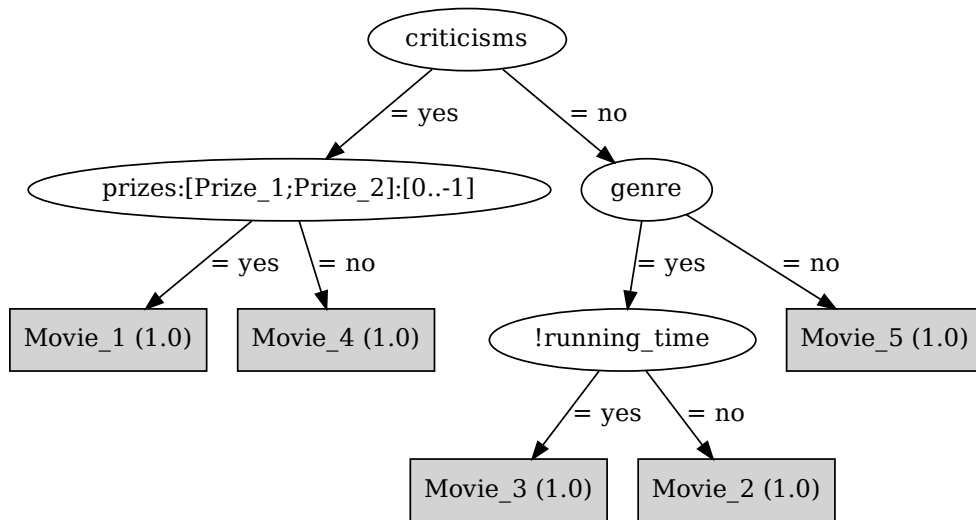 criticisms
= yes
= no
prizes:[Prize_1;Prize_2]:[0..-1]
genre
= yes
= no
= yes
= no
Movie_1 (1.0)
Movie_4 (1.0)
!running_time
Movie_5 (1.0)
= yes
= no
Movie_3 (1.0)
Movie_2 (1.0)